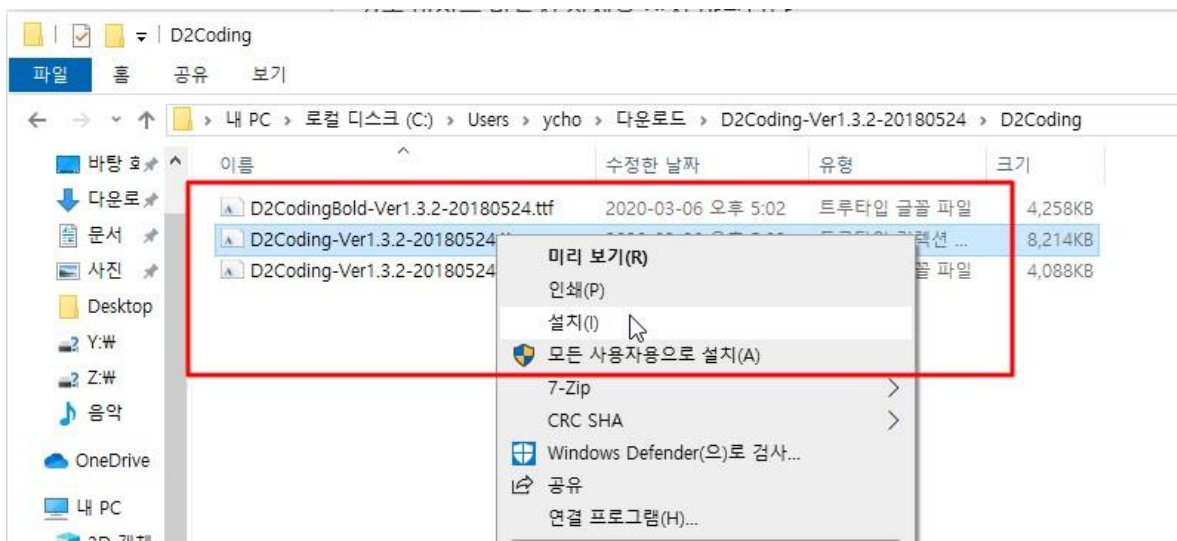 D2Coding
파일 홈 공유 보기
내 PC > 로컬 디스크 (C:) > Users > ycho > 다운로드 > D2Coding-Ver1.3.2-20180524 > D2Coding
이름 수정한 날짜 유형 크기
D2CodingBold-Ver1.3.2-20180524.ttf 2020-03-06 오후 5:02 트루타입 글꼴 파일 4,258KB
D2Coding-Ver1.3.2-20180524 8,214KB
D2Coding-Ver1.3.2-20180524 파일 4,088KB
바탕
다운로
문서
사진
Desktop
Y:₩
Z:₩
음악
OneDrive
내 PC
미리 보기(R)
인쇄(P)
설치(I)
모든 사용자용으로 설치(A)
7-Zip
CRC SHA
Windows Defender(으)로 검사...
공유
연결 프로그램(H)...